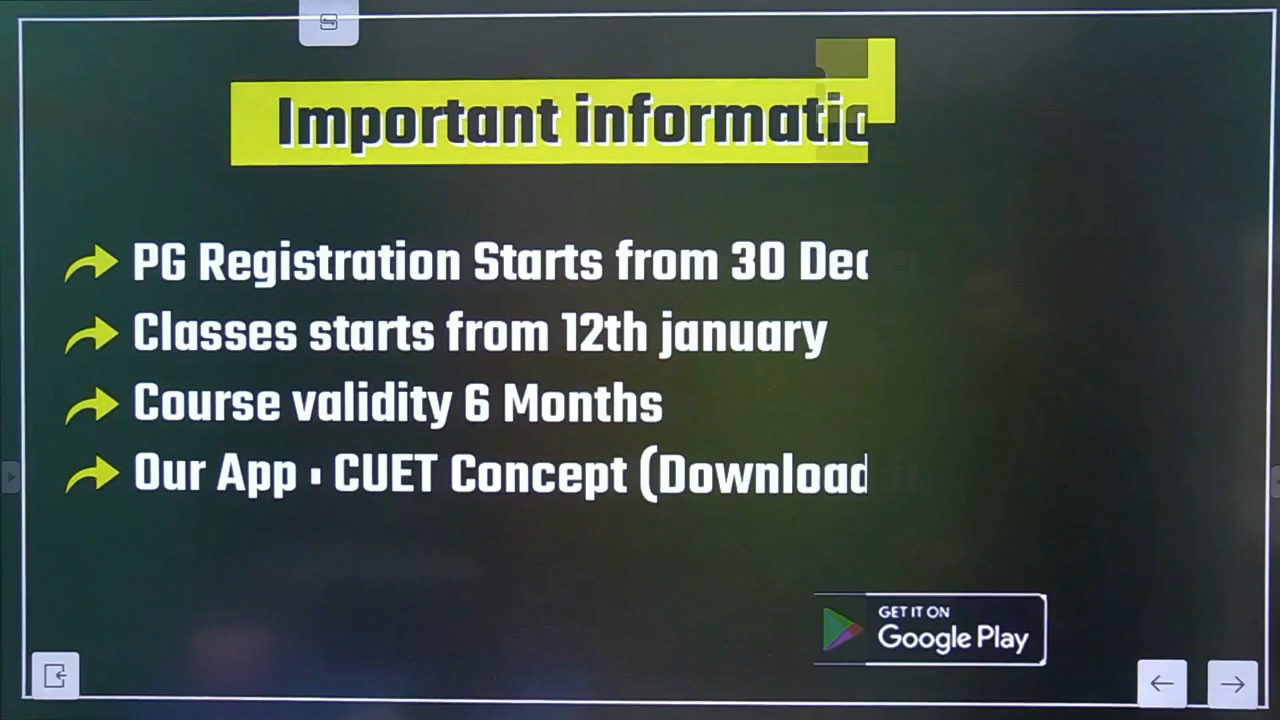 Important informatio
PG Registration Starts from 30 Dec
Classes starts from 12th january
Course validity 6 Months
Our App : CUET Concept (Download
GET IT ON
Google Play